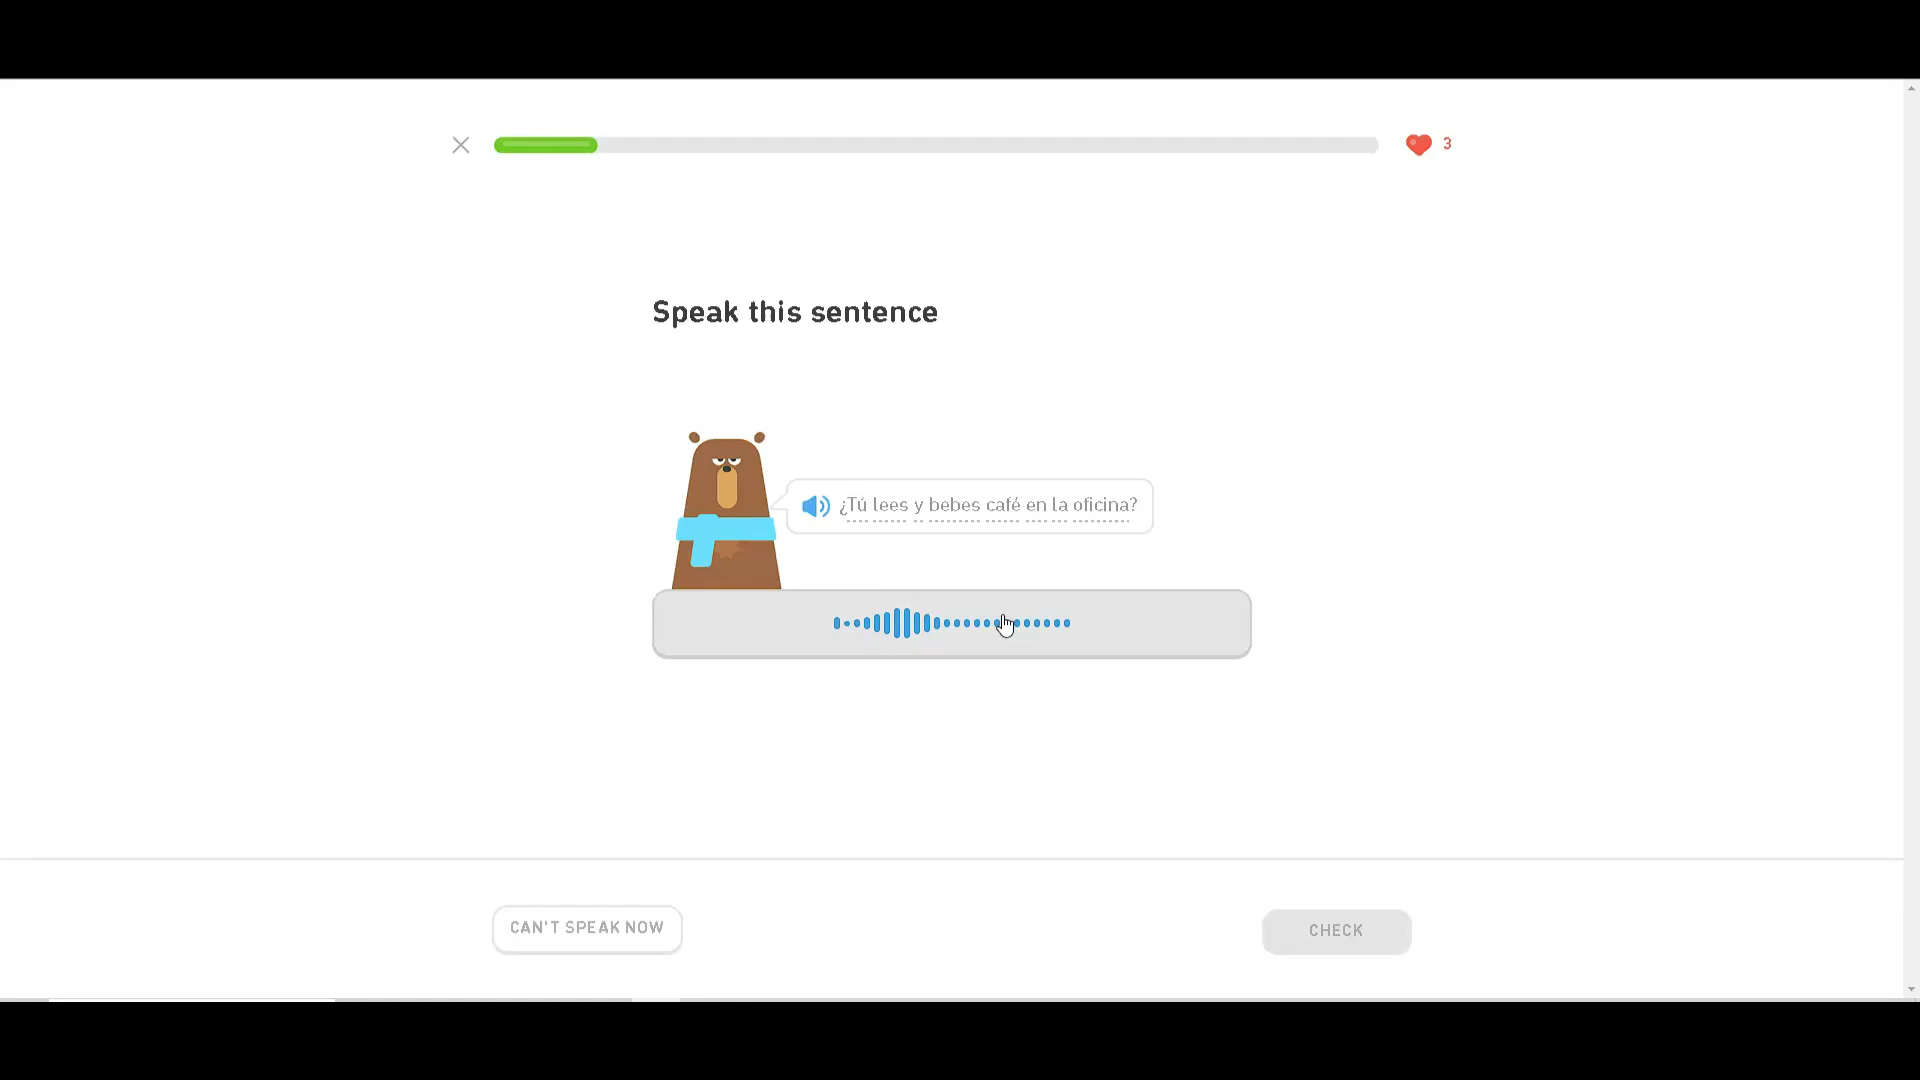 3
Speak this sentence
¿Tú lees y bebes café en la oficina?
CAN'T SPEAK NOW
CHECK